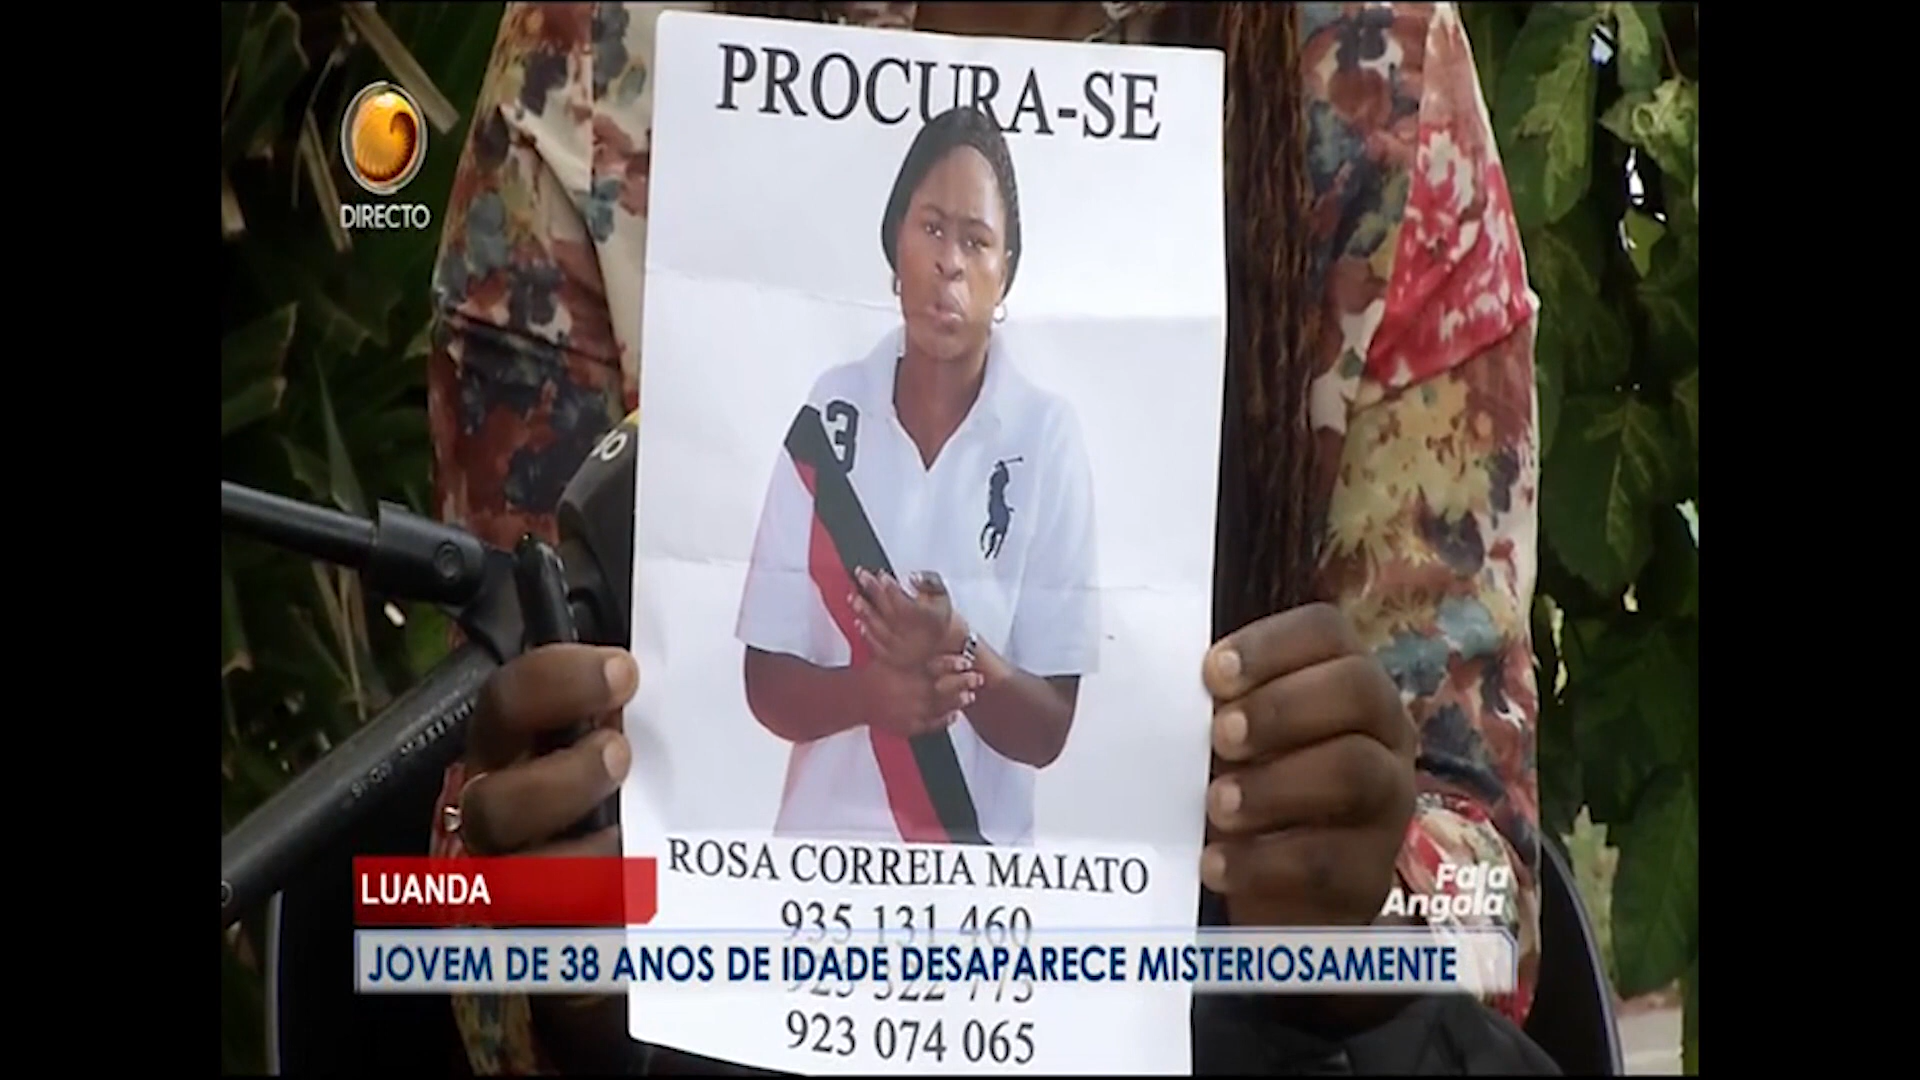 PROCURA-SE
DIRECTO
3
ROSA CORREIA MAIATO
LUANDA
Fala
Angola
935 131 460
JOVEM DE 38 ANOS DE IDADE DESAPARECE MISTERIOSAMENTE
923 074 065